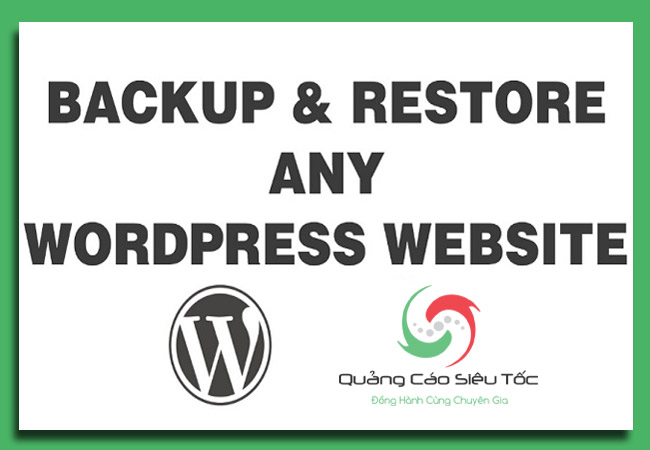 BACKUP & RESTORE
ANY
WORDPRESS WEBSITE
W
Quảng Cáo Siêu Tốc
Đồng Hành Cùng Chuyên Gia